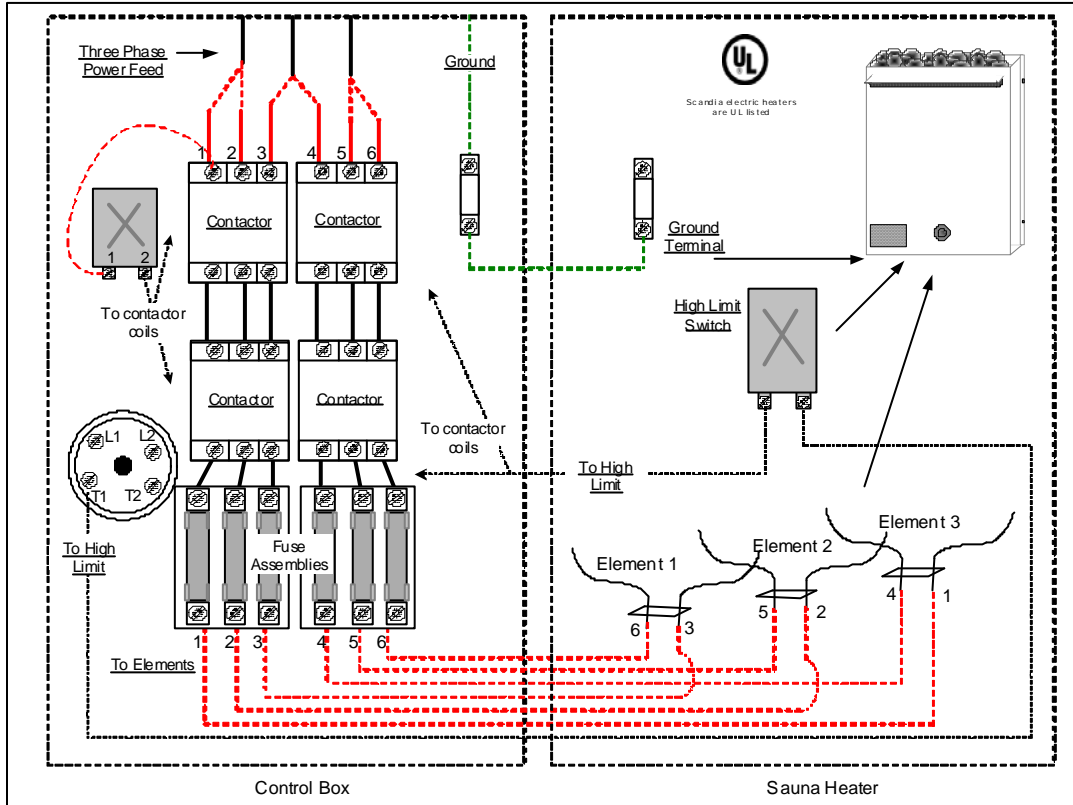 Three Phase
Power Feed
Ground
UL
®
Scandia electric heaters
are UL listed
1 2 3 4 5 6
Contactor
Contactor
1 2
To contactor
coils
Ground
Terminal
High Limit
Switch
Contactor
Contactor
L1 L2
T1 T2
To contactor
coils
To High
Limit
To High
Limit
Fuse
Assemblies
Element 1
Element 2
Element 3
6 3
5 2
4 1
1 2 3 4 5 6
To Elements
Control Box
Sauna Heater